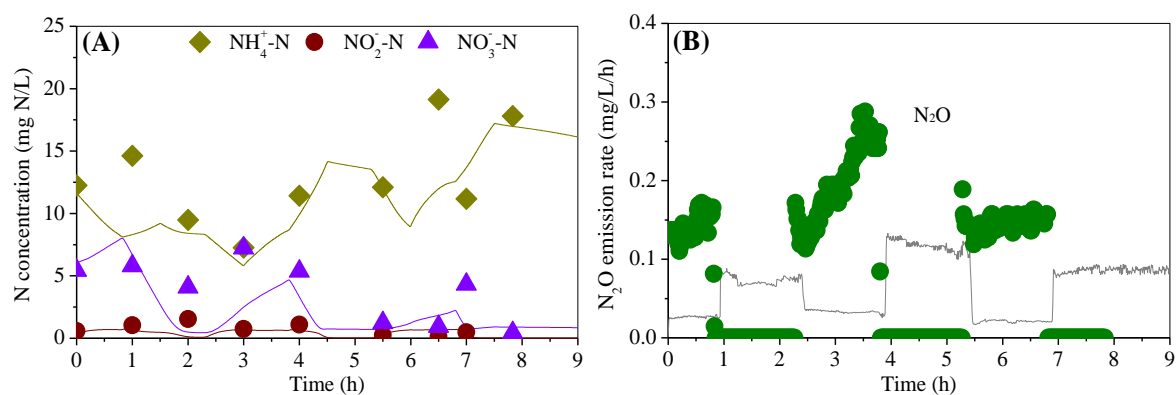 (A)
NH₄⁺-N NO₂⁻-N NO₃⁻-N
N concentration (mg N/L)
25
20
15
10
5
0
0 1 2 3 4 5 6 7 8 9
Time (h)
(B)
N₂O
N₂O emission rate (mg/L/h)
0.4
0.3
0.2
0.1
0.0
0 1 2 3 4 5 6 7 8 9
Time (h)